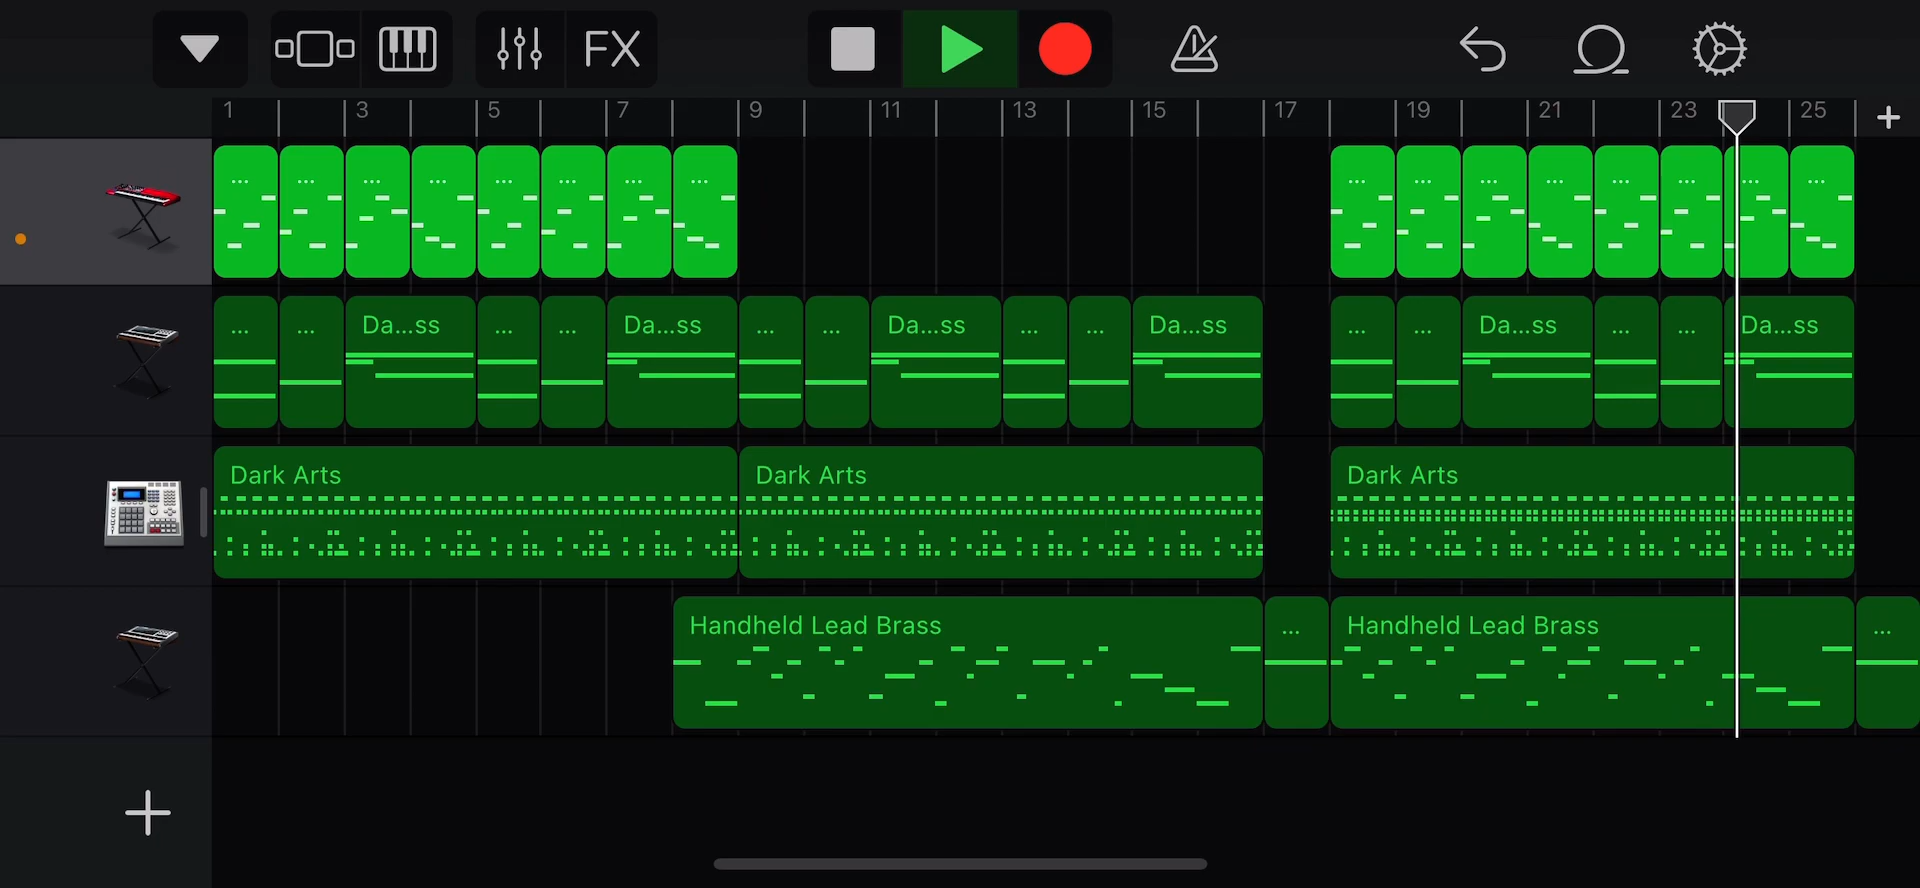 FX
1 3 5 7 9 11 13 15 17 19 21 23 25
... ... ... ... ... ... ... ... ... ... ... ... ... ... ... ...
... ... Da...ss ... ... Da...ss ... ... Da...ss ... ... Da...ss ... ... Da...ss ... ... Da...ss
Dark Arts Dark Arts Dark Arts
Handheld Lead Brass ... Handheld Lead Brass ...